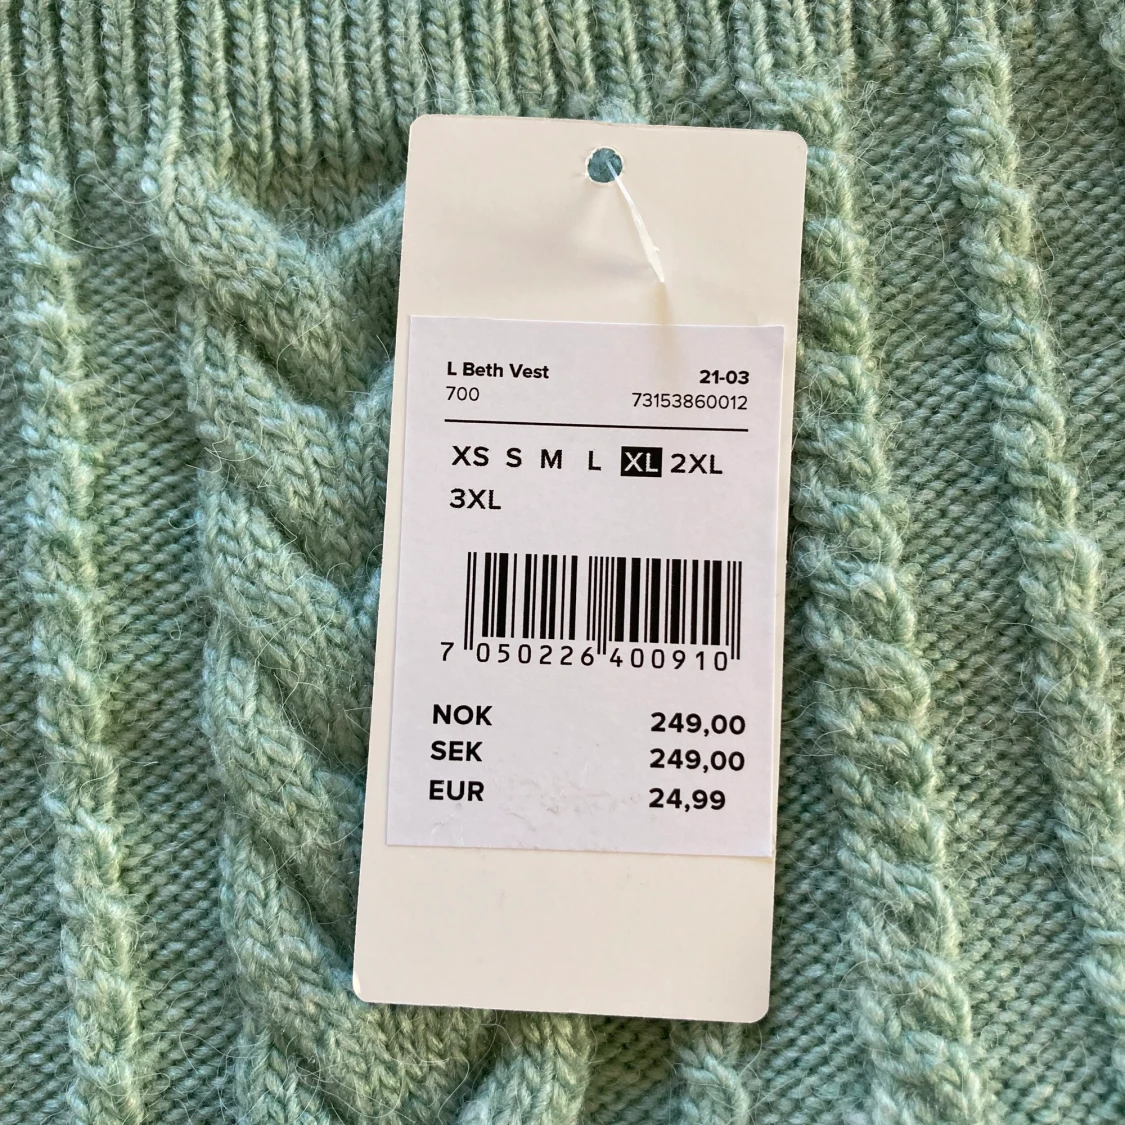 L Beth Vest 21-03
700 73153860012
XS S M L XL 2XL
3XL
7 050226 400910
NOK 249,00
SEK 249,00
EUR 24,99